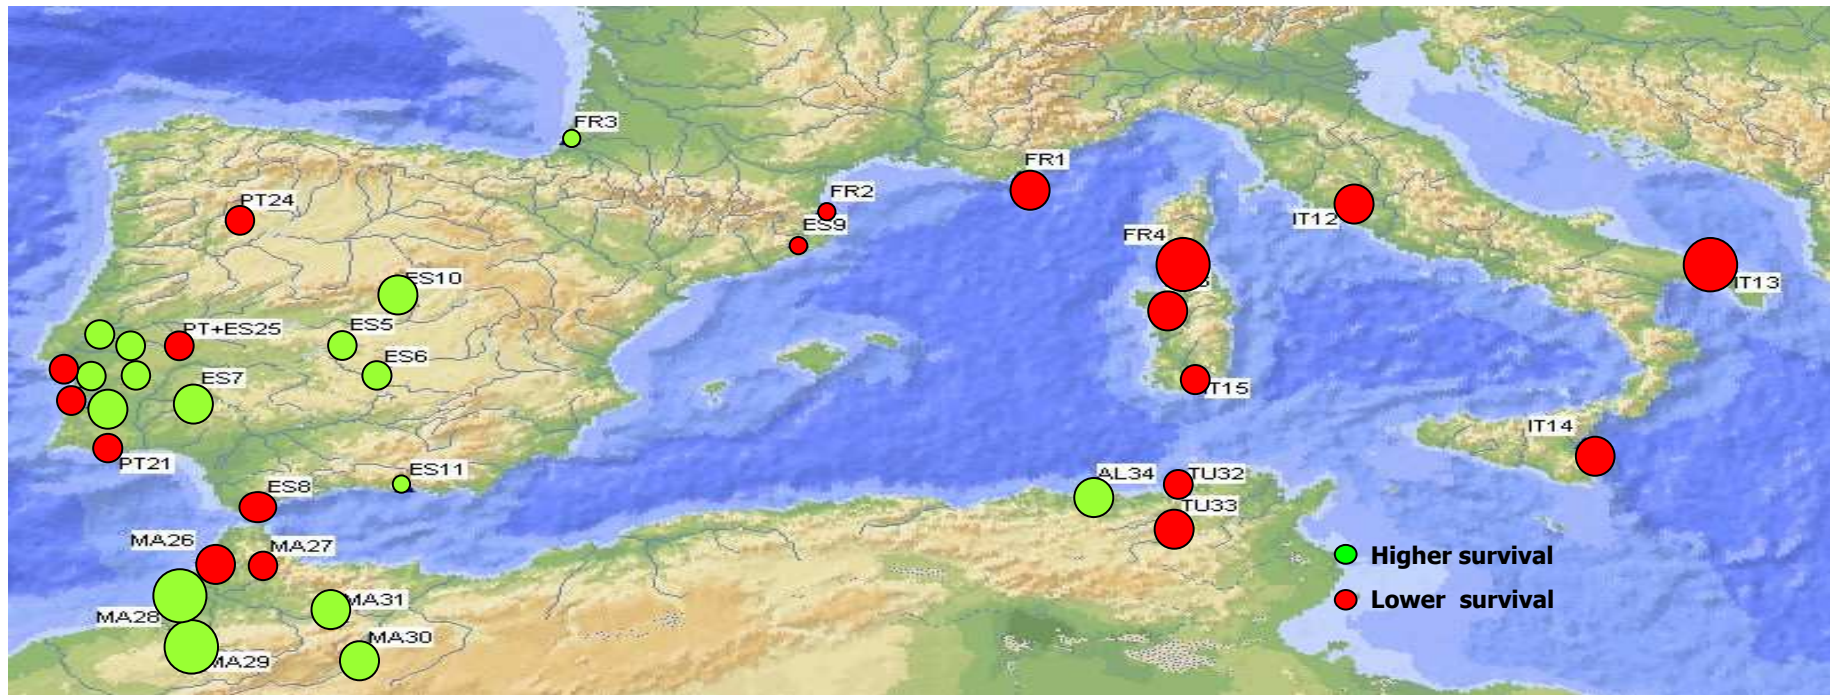 FR3
FR1
FR2
PT24
ES9
IT12
FR4
ES10
IT13
PT+ES25
ES5
ES6
ES7
IT15
IT14
PT21
ES11
AL34
TU32
ES8
TU33
MA26
MA27
Higher survival
MA31
Lower survival
MA28
MA30
MA29